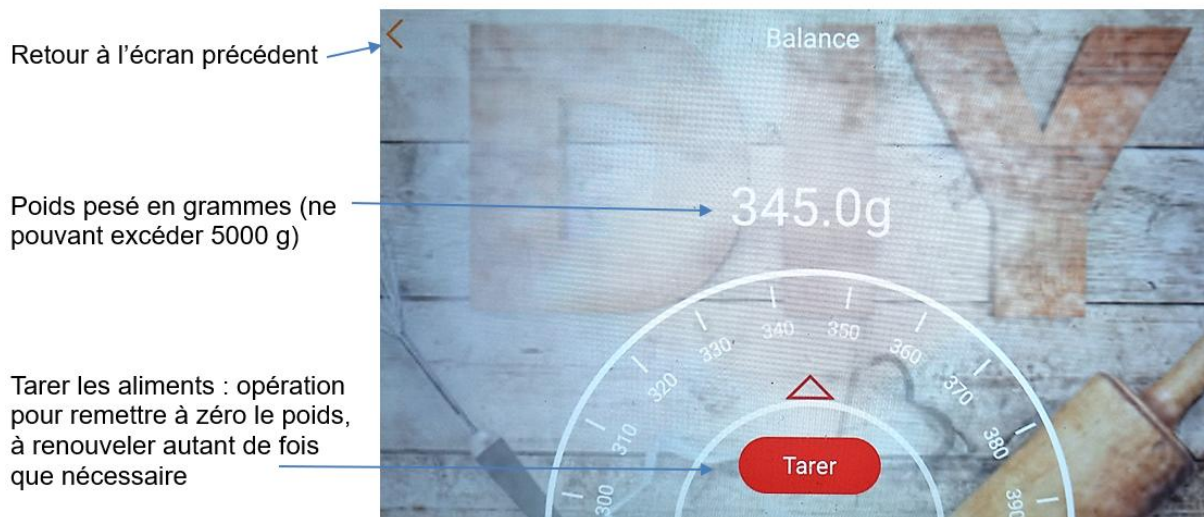 Retour à l'écran précédent
Balance
DIY
Poids pesé en grammes (ne
pouvant excéder 5000 g)
345.0g
300
310
320
330
340
350
360
370
380
390
Tarer les aliments : opération
pour remettre à zéro le poids,
à renouveler autant de fois
que nécessaire
Tarer